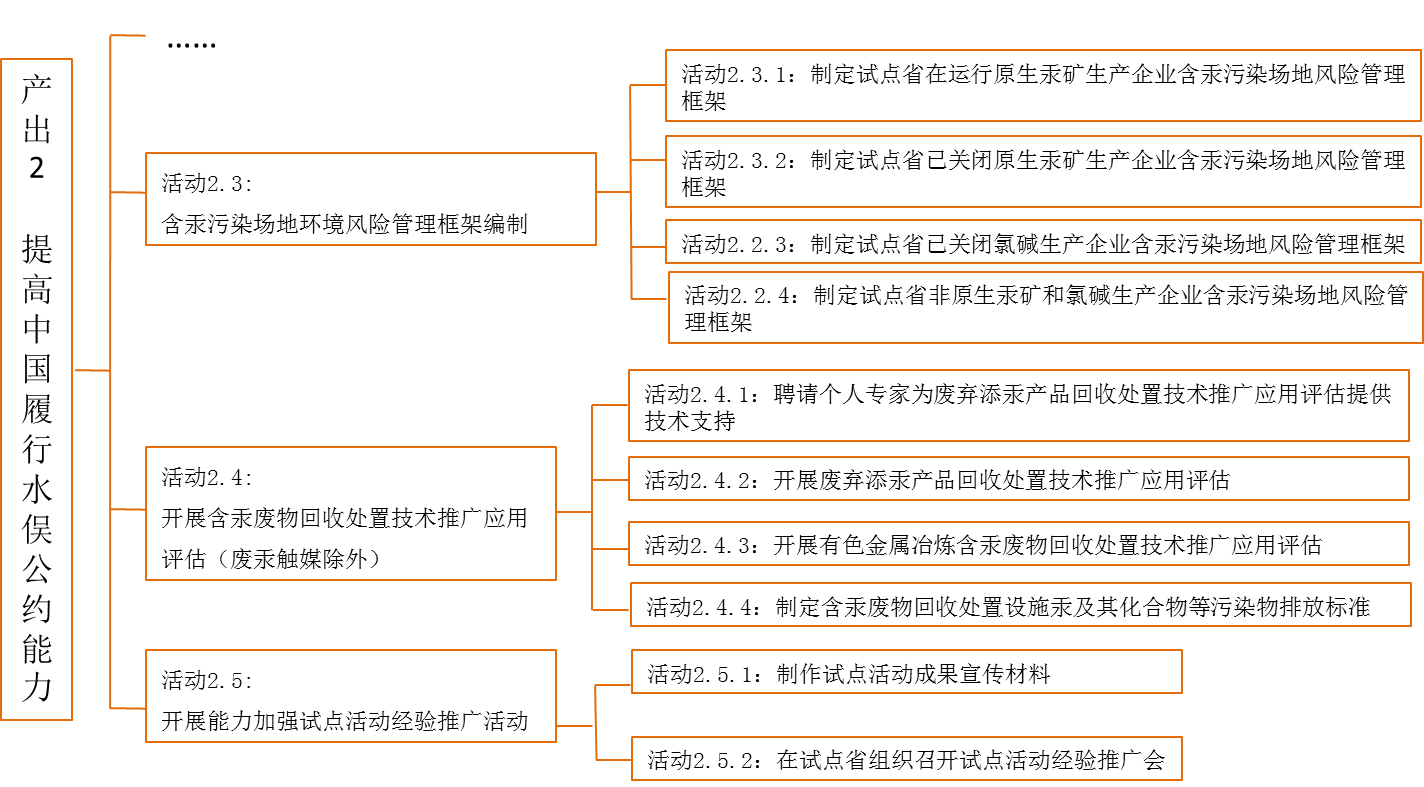 产出2 提高中国履行水俣公约能力
……
活动2.3:
含汞污染场地环境风险管理框架编制
活动2.3.1: 制定试点省在运行原生汞矿生产企业含汞污染场地风险管理
框架
活动2.3.2: 制定试点省已关闭原生汞矿生产企业含汞污染场地风险管理
框架
活动2.2.3: 制定试点省已关闭氯碱生产企业含汞污染场地风险管理框架
活动2.2.4: 制定试点省非原生汞矿和氯碱生产企业含汞污染场地风险管
理框架
活动2.4:
开展含汞废物回收处置技术推广应用
评估（废汞触媒除外）
活动2.4.1: 聘请个人专家为废弃添汞产品回收处置技术推广应用评估提供
技术支持
活动2.4.2: 开展废弃添汞产品回收处置技术推广应用评估
活动2.4.3: 开展有色金属冶炼含汞废物回收处置技术推广应用评估
活动2.4.4: 制定含汞废物回收处置设施汞及其化合物等污染物排放标准
活动2.5:
开展能力加强试点活动经验推广活动
活动2.5.1: 制作试点活动成果宣传材料
活动2.5.2: 在试点省组织召开试点活动经验推广会